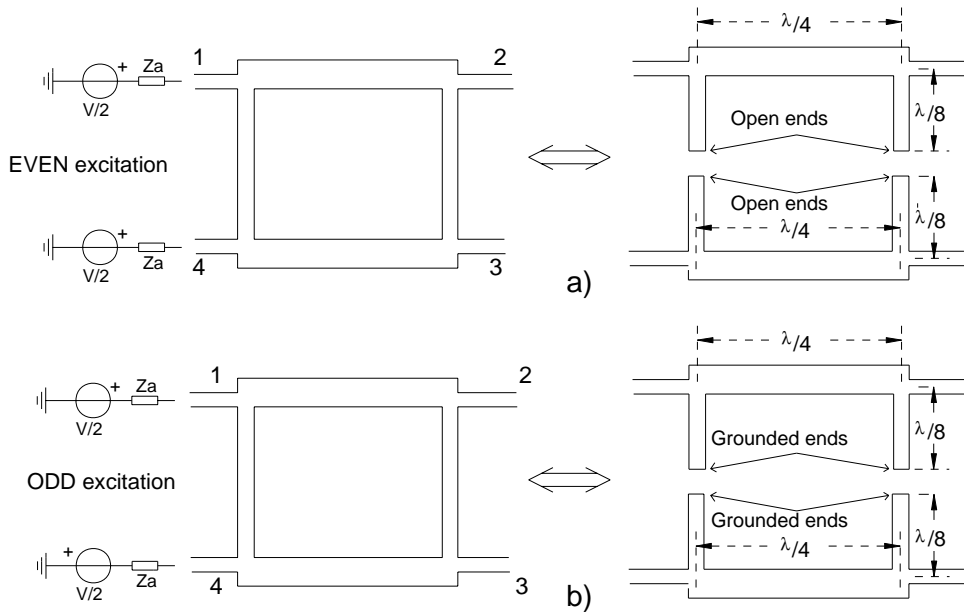 1
2
+
Za
V/2
EVEN excitation
+
Za
V/2
4
3
a)
λ/4
λ/8
Open ends
Open ends
λ/8
λ/4
1
2
+
Za
V/2
ODD excitation
+
Za
V/2
4
3
b)
λ/4
λ/8
Grounded ends
Grounded ends
λ/8
λ/4